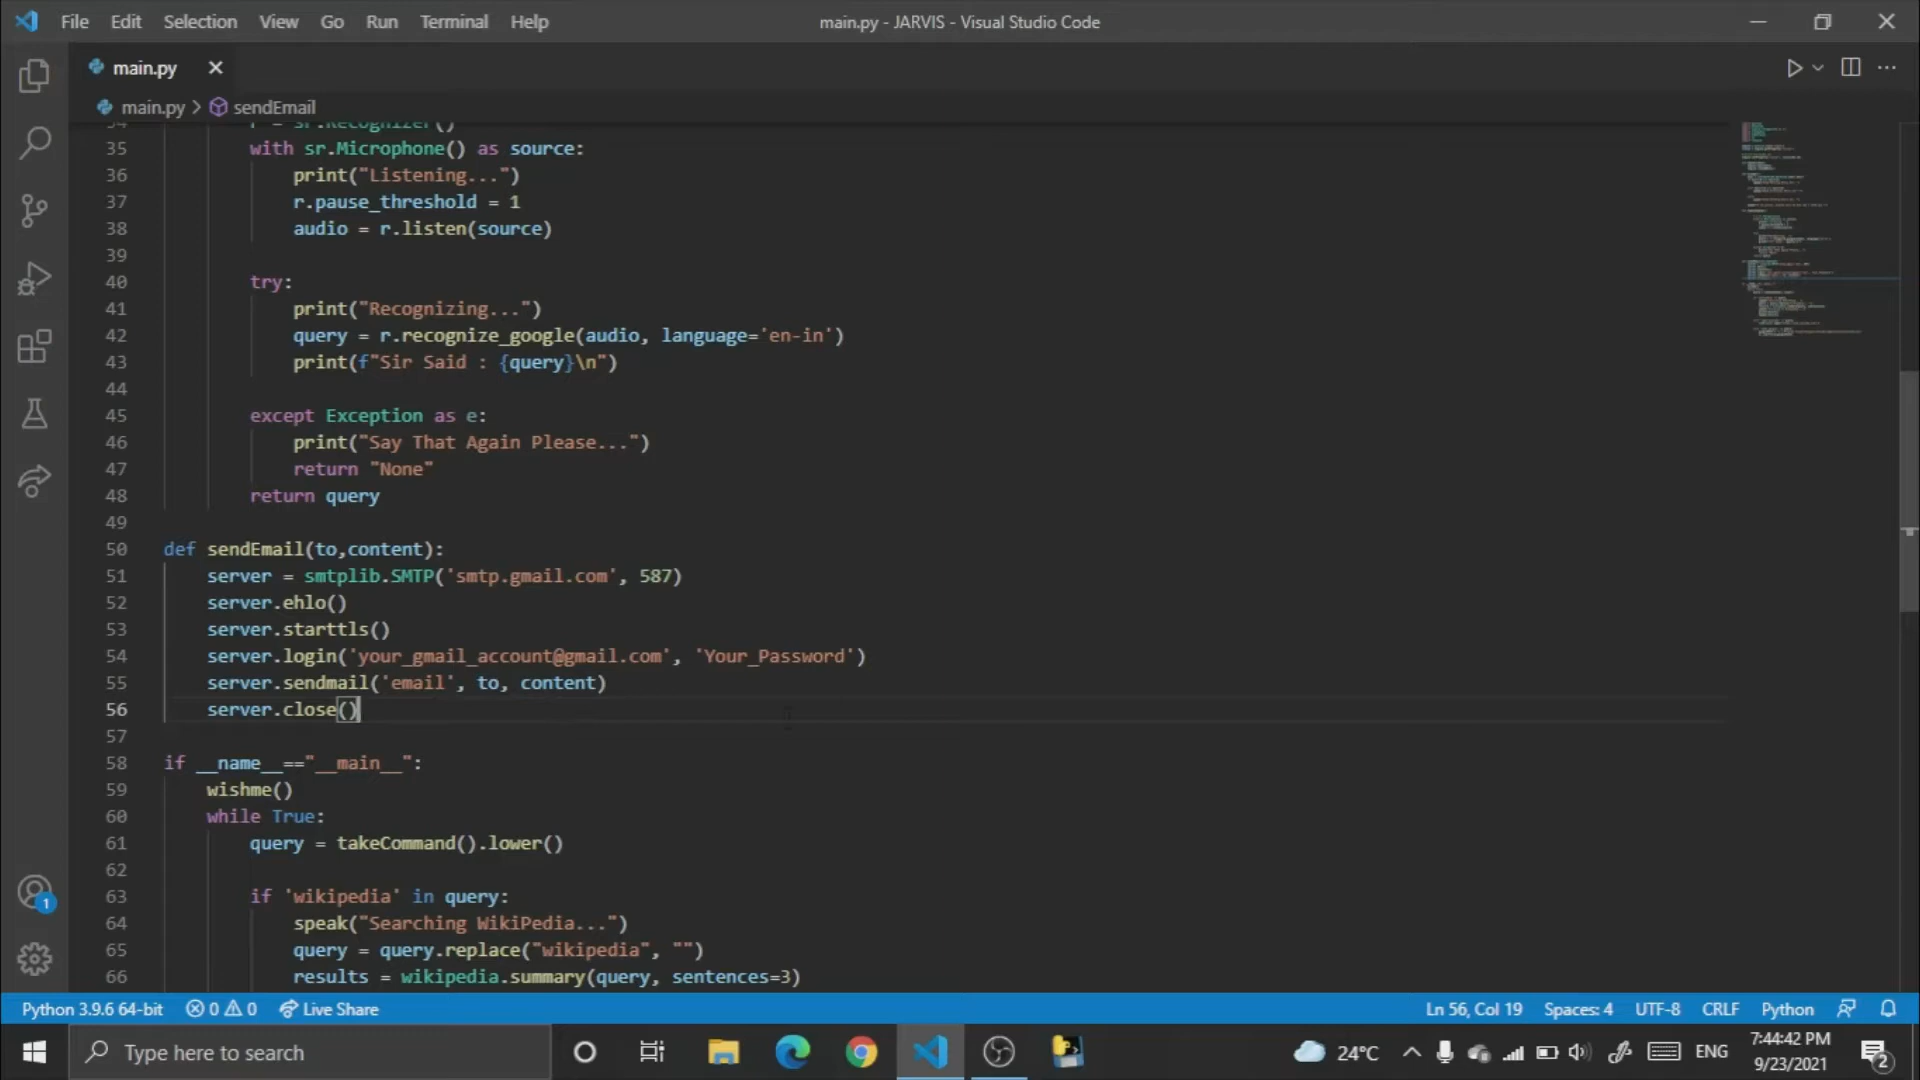 File Edit Selection View Go Run Terminal Help
main.py - JARVIS - Visual Studio Code
main.py
main.py > sendEmail
34 r = sr.Recognizer()
35 with sr.Microphone() as source:
36 print("Listening...")
37 r.pause_threshold = 1
38 audio = r.listen(source)
39
40 try:
41 print("Recognizing...")
42 query = r.recognize_google(audio, language='en-in')
43 print(f"Sir Said : {query}\n")
44
45 except Exception as e:
46 print("Say That Again Please...")
47 return "None"
48 return query
49
50 def sendEmail(to,content):
51 server = smtplib.SMTP('smtp.gmail.com', 587)
52 server.ehlo()
53 server.starttls()
54 server.login('your_gmail_account@gmail.com', 'Your_Password')
55 server.sendmail('email', to, content)
56 server.close()
57
58 if __name__=="__main__":
59 wishme()
60 while True:
61 query = takeCommand().lower()
62
63 if 'wikipedia' in query:
64 speak("Searching WikiPedia...")
65 query = query.replace("wikipedia", "")
66 results = wikipedia.summary(query, sentences=3)
1
Python 3.9.6 64-bit 0 0 Live Share Ln 56, Col 19 Spaces: 4 UTF-8 CRLF Python
Type here to search 24°C ENG 7:44:42 PM
9/23/2021 2